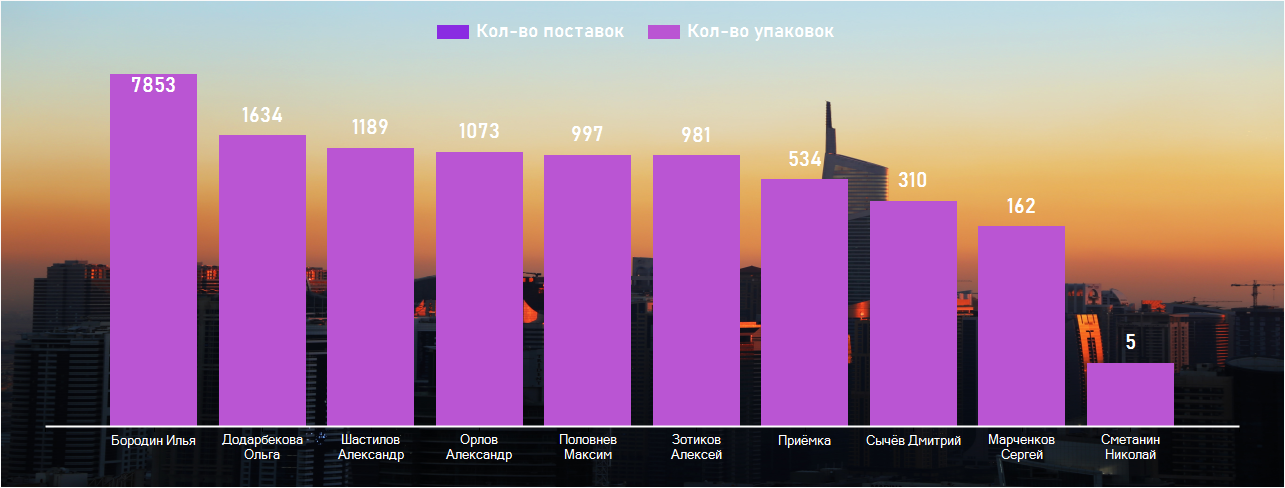 Кол-во поставок Кол-во упаковок
7853
1634
1189
1073
997
981
534
310
162
5
Бородин Илья
Додарбекова
Ольга
Шастилов
Александр
Орлов
Александр
Половнев
Максим
Зотиков
Алексей
Приёмка
Сычёв Дмитрий
Марченков
Сергей
Сметанин
Николай